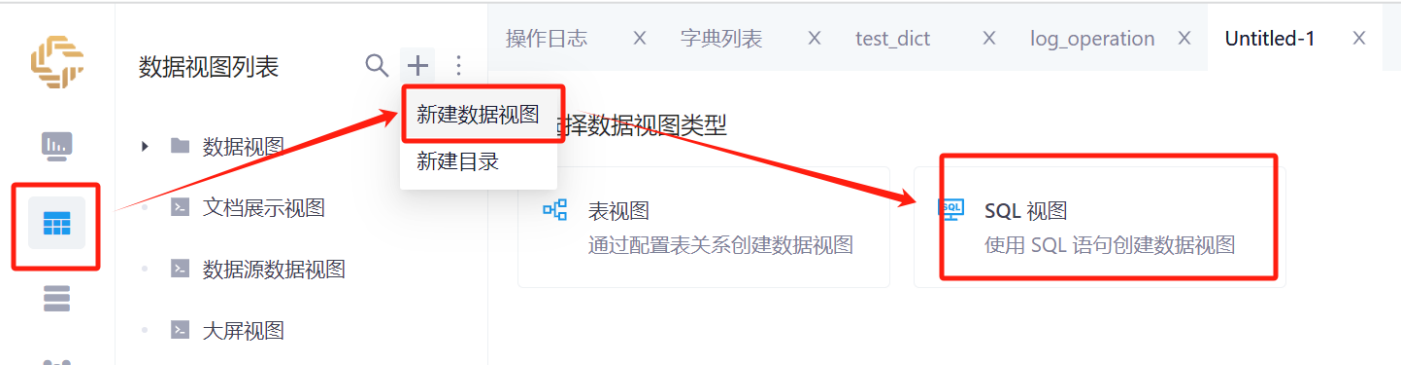 操作日志 X 字典列表 X test_dict X log_operation X Untitled-1 X
数据视图列表
新建数据视图
新建目录
择数据视图类型
数据视图
文档展示视图
数据源数据视图
大屏视图
表视图
通过配置表关系创建数据视图
SQL
SQL 视图
使用 SQL 语句创建数据视图